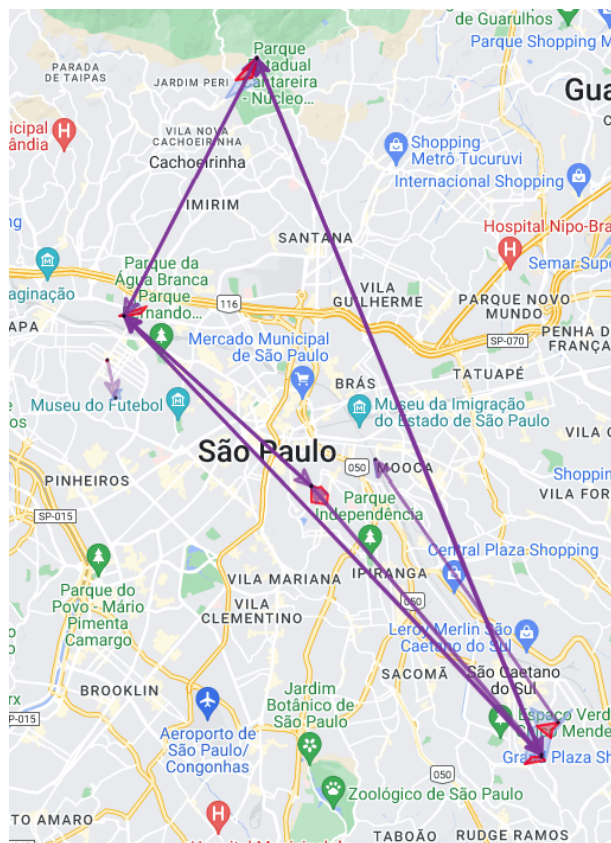 de Guarulhos
Parque Shopping M
Parque
Estadual
Cantareira -
Núcleo...
PARADA
DE TAIPAS
JARDIM PERI
Gua
icipal
lândia
VILA NOVA
CACHOEIRINHA
Cachoeirinha
Shopping
Metrô Tucuruvi
Internacional Shopping
IMIRIM
SANTANA
Hospital Nipo-Bra
ng
Semar Supe
Parque da
Água Branca
Parque
aginação
116
VILA
GUILHERME
PARQUE NOVO
MUNDO
APA
PENHA DE
FRANÇA
SP-070
Mercado Municipal
de São Paulo
BRÁS
TATUAPÉ
Museu do Futebol
Museu da Imigração
do Estado de São Paulo
VILA C
São Paulo
050
MOOCA
PINHEIROS
Shoppin
VILA FOR
SP-015
Parque
Independência
Central Plaza Shopping
Parque do
Povo - Mário
Pimenta
Camargo
VILA MARIANA
IPIRANGA
VILA
CLEMENTINO
050
Leroy Merlin São
Caetano do Sul
SACOMÃ
São Caetano
do Sul
BROOKLIN
Jardim
Botânico de
São Paulo
Espaço Verd
Mende
rx
P-015
Aeroporto de
São Paulo/
Congonhas
Plaza Sh
050
Zoológico de São Paulo
TO AMARO
TABOÃO
RUDGE RAMOS